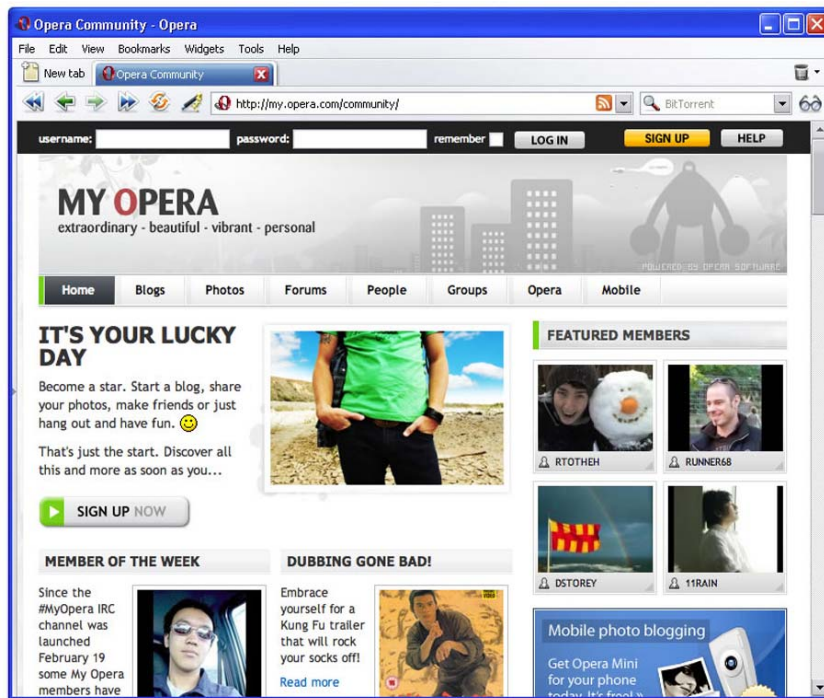 Opera Community - Opera
File Edit View Bookmarks Widgets Tools Help
New tab Opera Community
http://my.opera.com/community/ BitTorrent
username: password: remember LOG IN SIGN UP HELP
MY OPERA
extraordinary - beautiful - vibrant - personal
POWERED BY OPERA SOFTWARE
Home Blogs Photos Forums People Groups Opera Mobile
IT'S YOUR LUCKY
DAY
Become a star. Start a blog, share
your photos, make friends or just
hang out and have fun.
That's just the start. Discover all
this and more as soon as you...
SIGN UP NOW
FEATURED MEMBERS
RTOTHEH RUNNER68
DSTOREY 11RAIN
MEMBER OF THE WEEK
Since the
#MyOpera IRC
channel was
launched
February 19
some My Opera
members have
DUBBING GONE BAD!
Embrace
yourself for a
Kung Fu trailer
that will rock
your socks off!
Read more
Mobile photo blogging
Get Opera Mini
for your phone
today. It's free! »